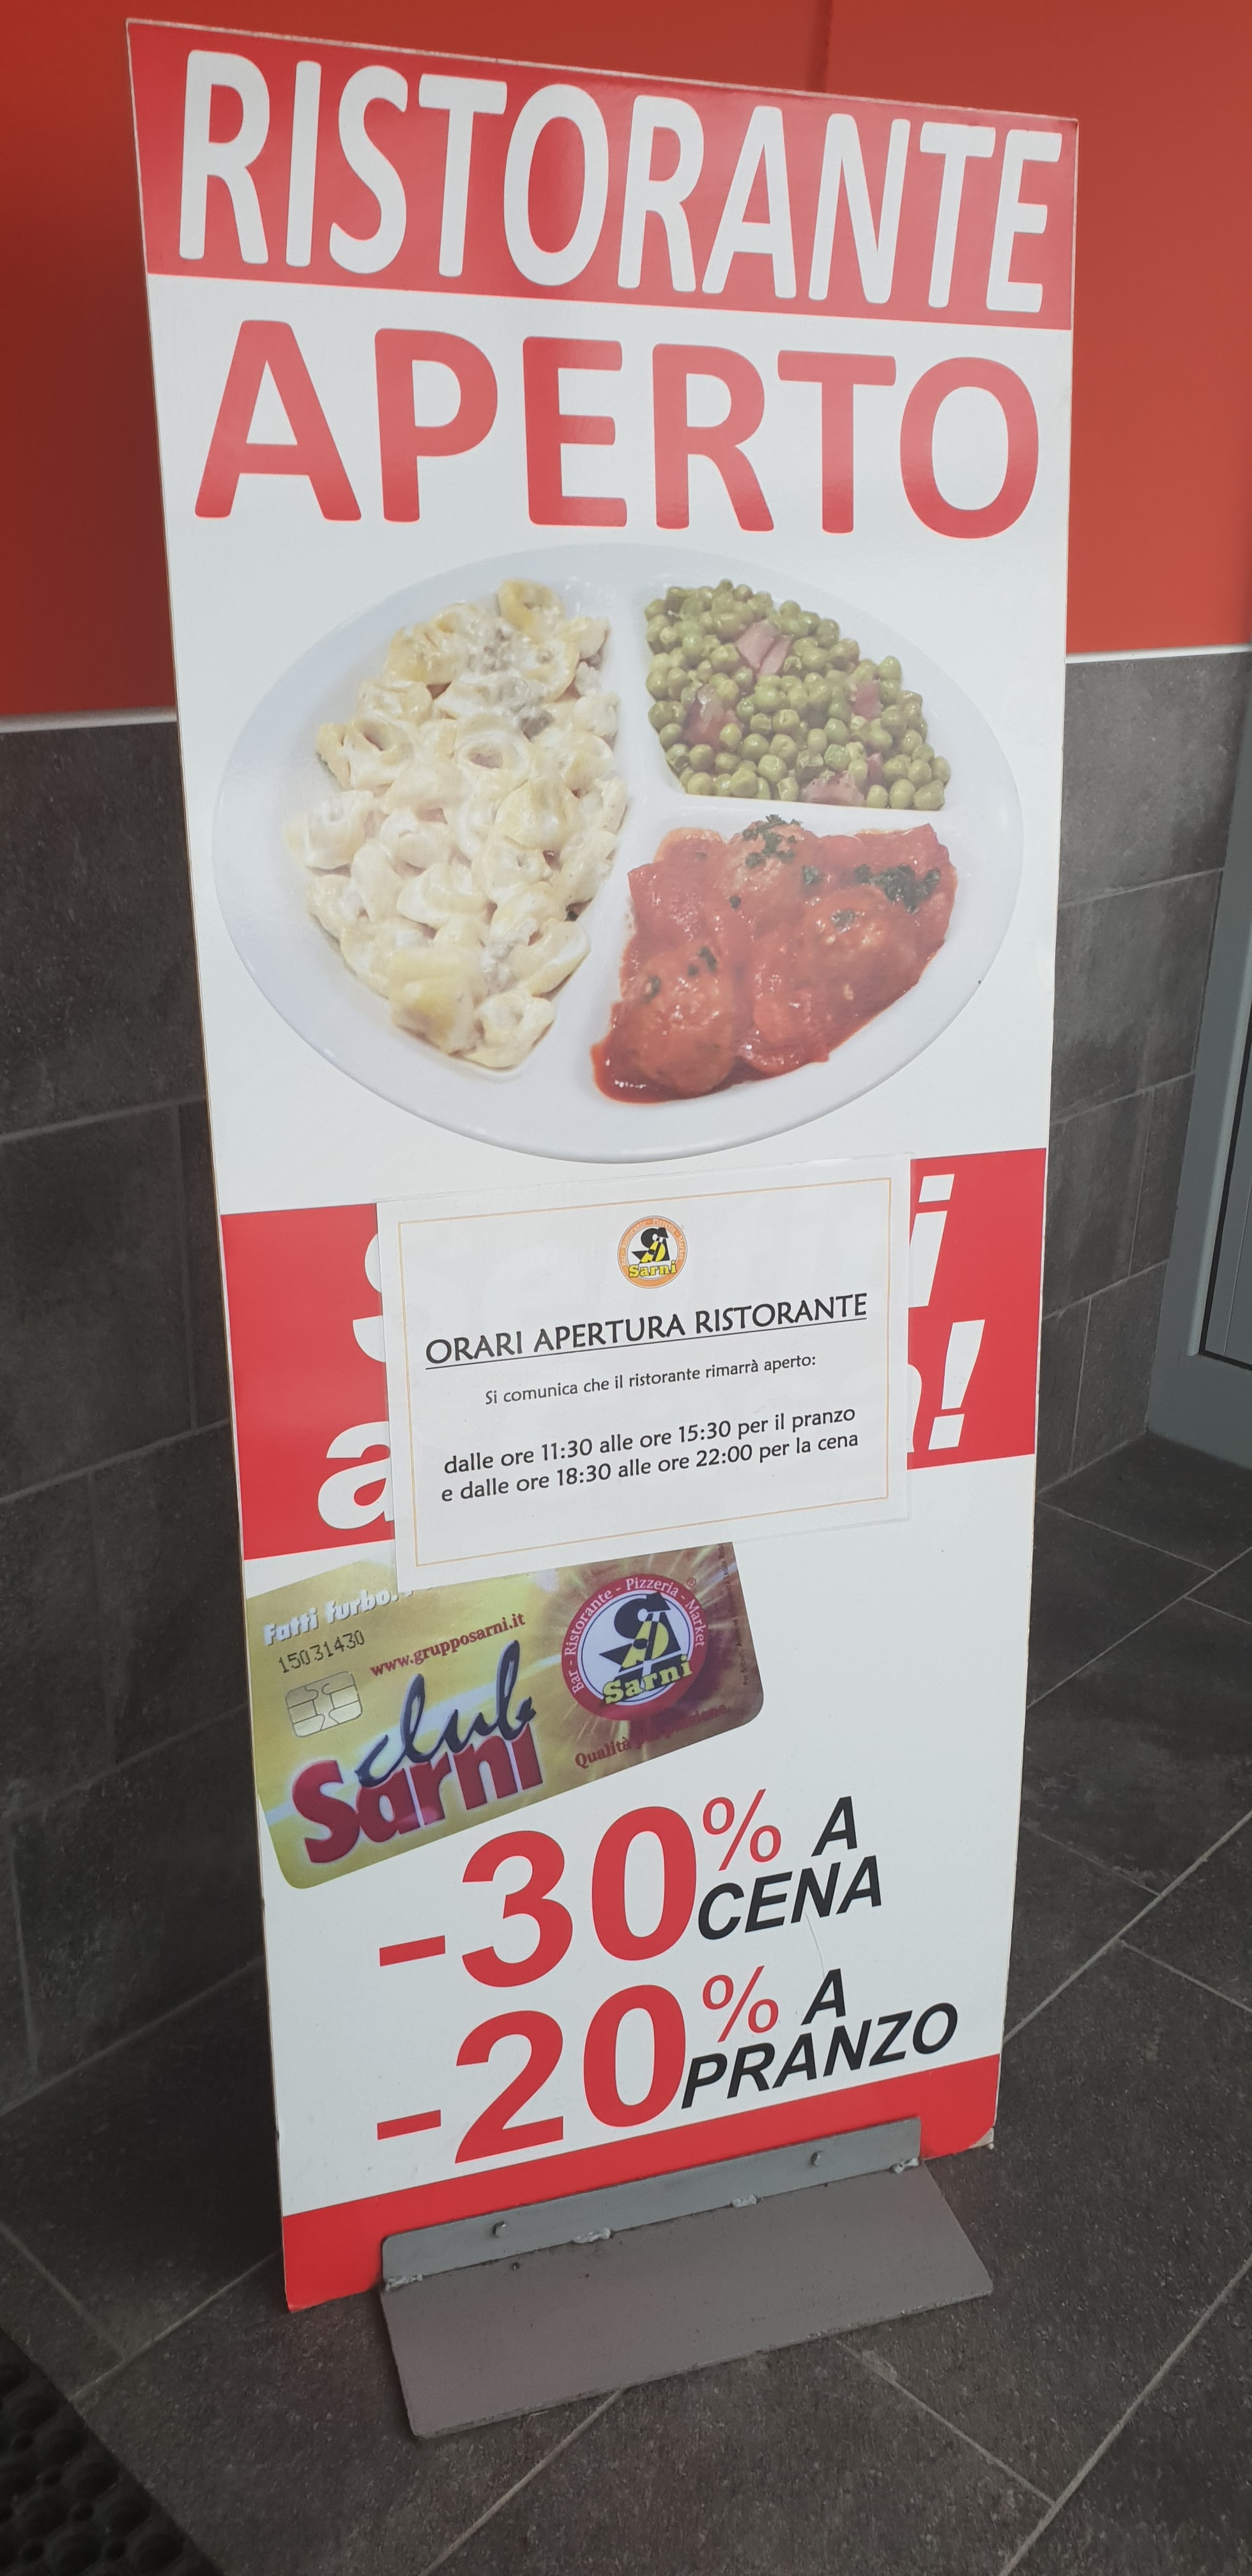 RISTORANTE
APERTO
Sarni
ORARI APERTURA RISTORANTE
Si comunica che il ristorante rimarrà aperto:
dalle ore 11:30 alle ore 15:30 per il pranzo
e dalle ore 18:30 alle ore 22:00 per la cena
Fatti furbo..
15031430
www.grupposarni.it
club
Sarni
Bar - Ristorante - Pizzeria - Market
Sarni
Qualità
-30% A
CENA
-20% A
PRANZO